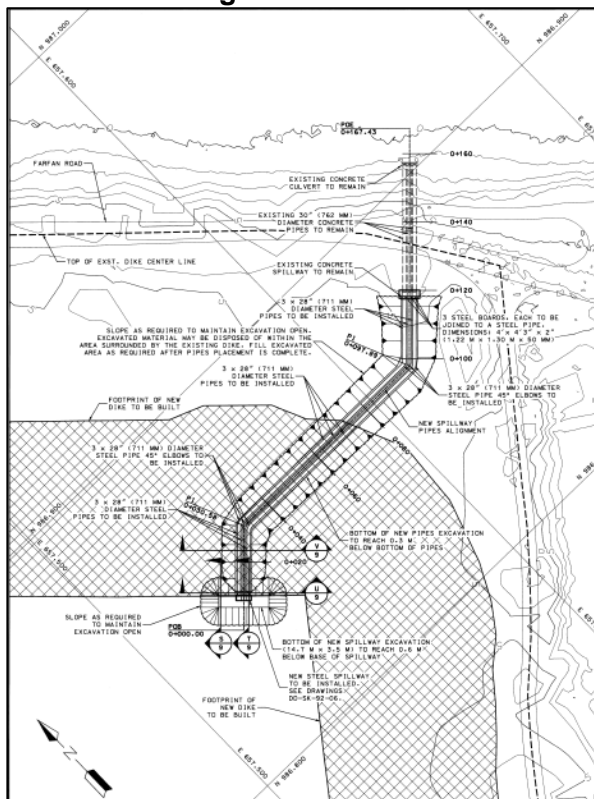 N 987,000
E 657,600
E 657,700
N 986,900
POE
0+167.43
0+160
FARFAN ROAD
EXISTING CONCRETE
CULVERT TO REMAIN
EXISTING 30" (762 MM)
DIAMETER CONCRETE
PIPES TO REMAIN
0+140
TOP OF EXST. DIKE CENTER LINE
EXISTING CONCRETE
SPILLWAY TO REMAIN
0+120
3 x 28" (711 MM)
DIAMETER STEEL
PIPES TO BE INSTALLED
3 STEEL BOARDS, EACH TO BE
JOINED TO A STEEL PIPE.
DIMENSIONS: 4' x 4'3" x 2"
(1.22 M x 1.30 M x 50 MM)
SLOPE AS REQUIRED TO MAINTAIN EXCAVATION OPEN.
EXCAVATED MATERIAL MAY BE DISPOSED OF WITHIN THE
AREA SURROUNDED BY THE EXISTING DIKE. FILL EXCAVATED
AREA AS REQUIRED AFTER PIPES PLACEMENT IS COMPLETE.
PI
0+100
3 x 28" (711 MM)
DIAMETER STEEL
PIPES TO BE INSTALLED
3 x 28" (711 MM) DIAMETER
STEEL PIPE 45° ELBOWS TO
BE INSTALLED
FOOTPRINT OF NEW
DIKE TO BE BUILT
NEW SPILLWAY
PIPES ALIGNMENT
3 x 28" (711 MM) DIAMETER
STEEL PIPE 45° ELBOWS TO
BE INSTALLED
0+080
0+060
3 x 28" (711 MM)
DIAMETER STEEL
PIPES TO BE INSTALLED
PI
N 986,900
E 657,500
0+040
BOTTOM OF NEW PIPES EXCAVATION
TO REACH 0.3 M
BELOW BOTTOM OF PIPES
0+020
V
9
U
9
SLOPE AS REQUIRED
TO MAINTAIN
EXCAVATION OPEN
POB
0+000.00
S
9
T
9
BOTTOM OF NEW SPILLWAY EXCAVATION
(14.7 M x 3.5 M) TO REACH 0.6 M
BELOW BASE OF SPILLWAY
NEW STEEL SPILLWAY
TO BE INSTALLED.
SEE DRAWINGS
DD-SK-92-06.
FOOTPRINT OF
NEW DIKE
TO BE BUILT
N
E 657,500
N 986,800